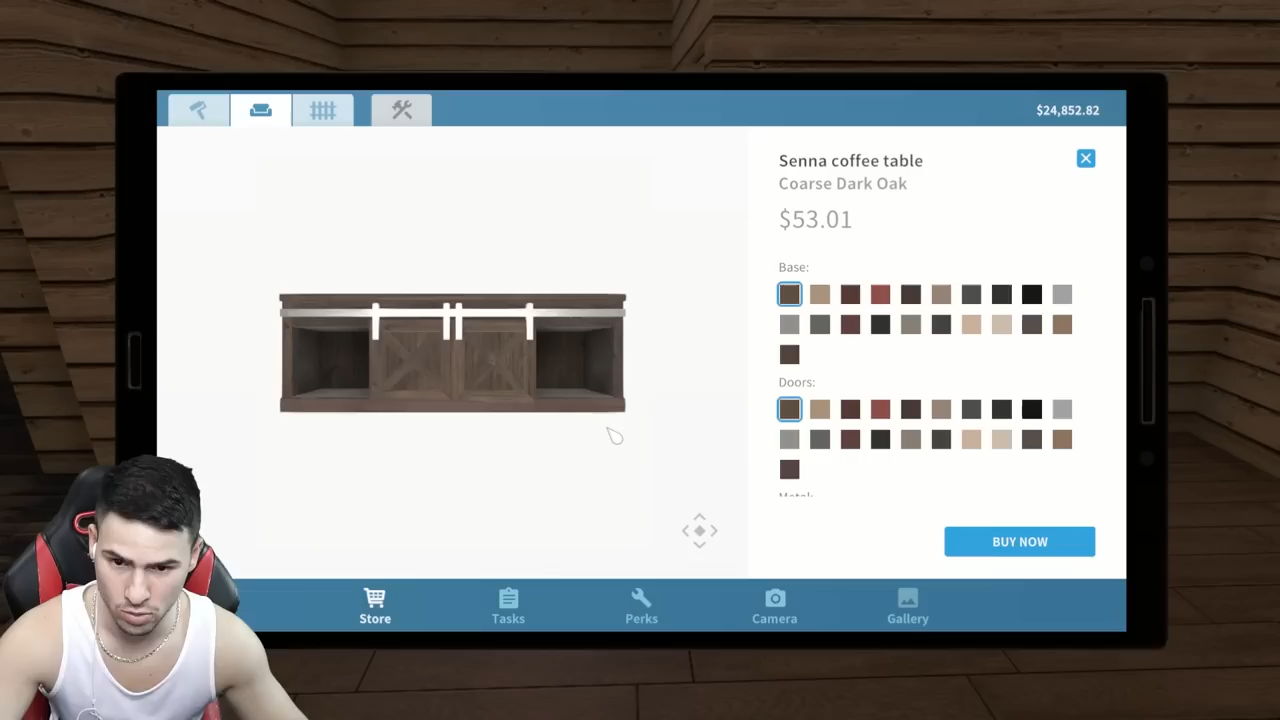 $24,852.82
Senna coffee table
Coarse Dark Oak
$53.01
Base:
Doors:
BUY NOW
Store
Tasks
Perks
Camera
Gallery